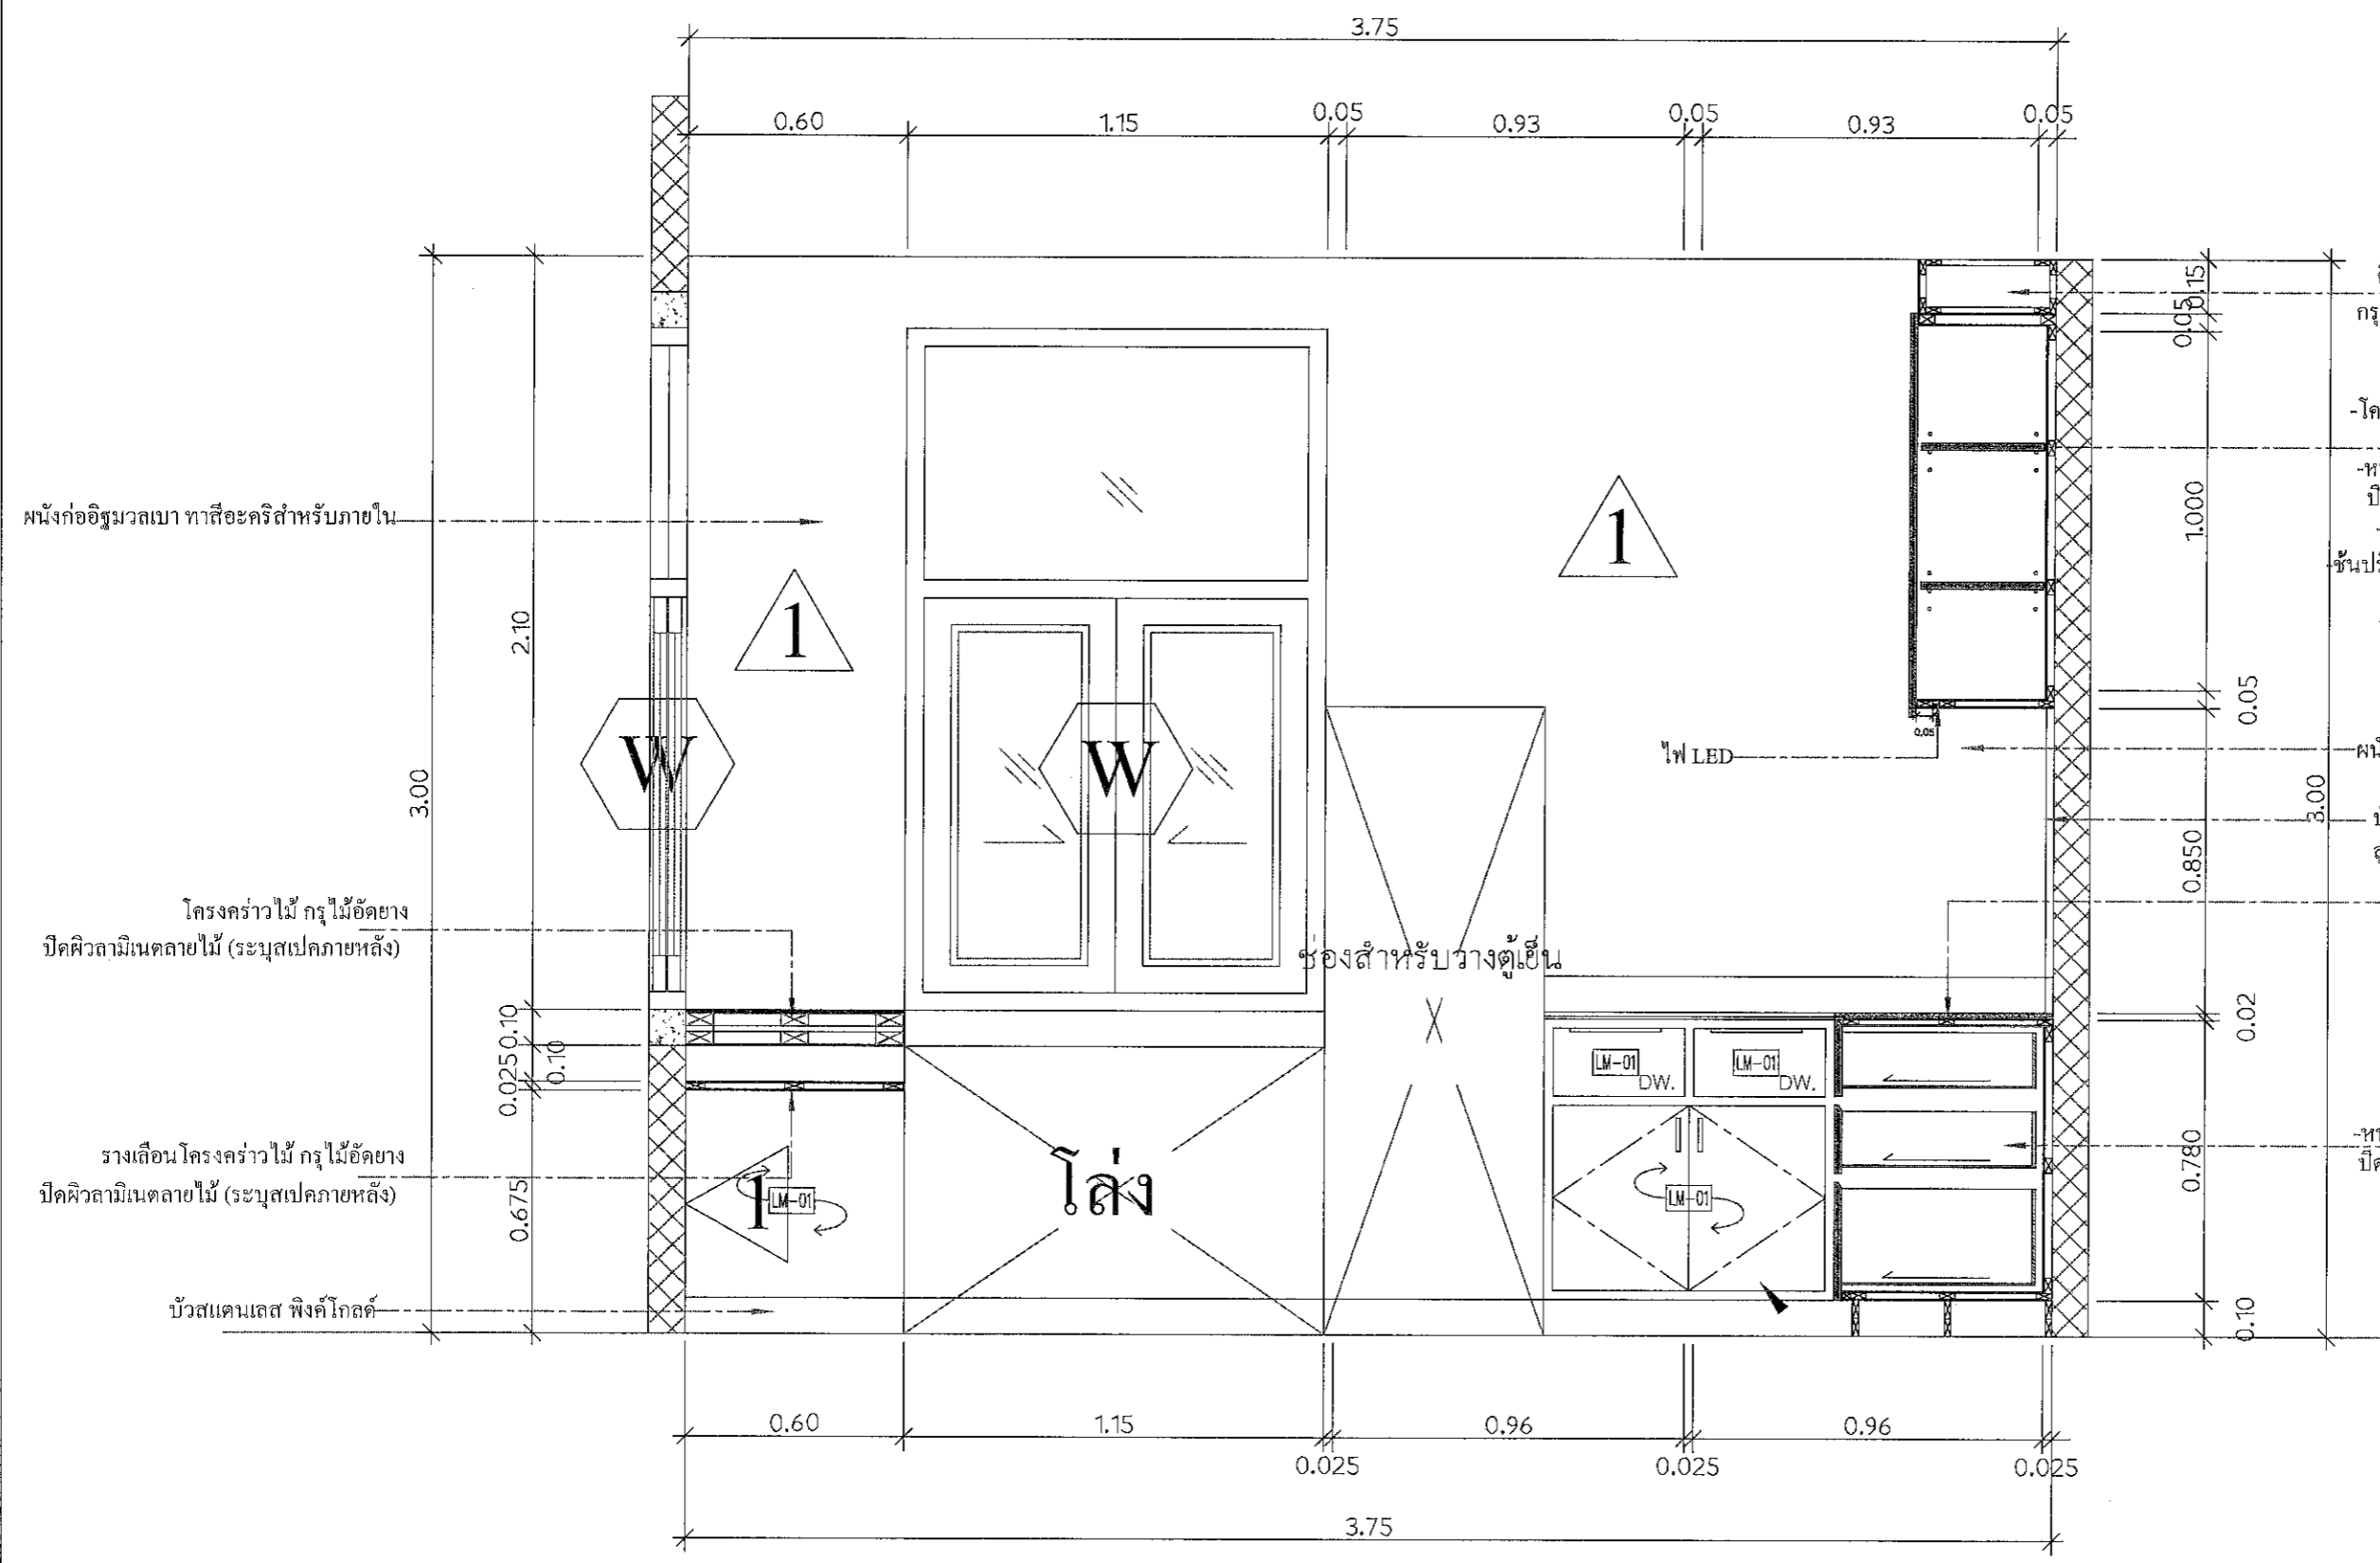 3.75
0.60
1.15
0.05
0.93
0.05
0.93
0.05
0.15
0.05
กรุ
-โค
1.000
ผนังก่ออิฐมวลเบา ทาสีอะคริสำหรับภายใน
1
1
2.10
3.00
0.05
0.05
ไฟ LED
W
W
3.00
0.850
โครงคร่าวไม้ กรุไม้อัดยาง
ปิดผิวลามิเนตลายไม้ (ระบุสเปคภายหลัง)
ช่องสำหรับวางตู้เย็น
X
0.10
0.025
0.10
0.02
LM-01
DW.
LM-01
DW.
0.780
รางเลื่อนโครงคร่าวไม้ กรุไม้อัดยาง
ปิดผิวลามิเนตลายไม้ (ระบุสเปคภายหลัง)
0.675
1
LM-01
โล่ง
LM-01
บัวสแตนเลส พิงค์โกลด์
0.10
0.60
1.15
0.96
0.96
0.025
0.025
0.025
3.75